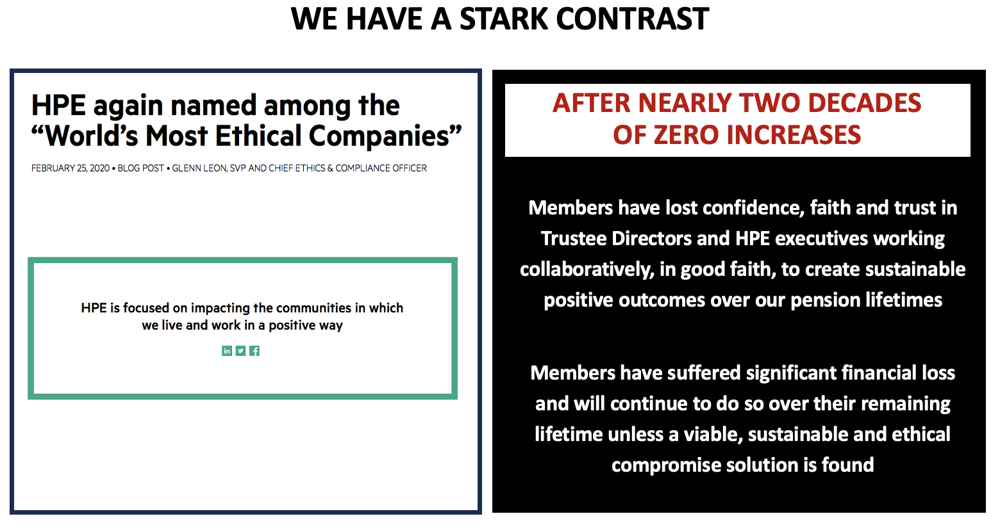 WE HAVE A STARK CONTRAST
HPE again named among the
“World’s Most Ethical Companies”
FEBRUARY 25, 2020 • BLOG POST • GLENN LEON, SVP AND CHIEF ETHICS & COMPLIANCE OFFICER
HPE is focused on impacting the communities in which
we live and work in a positive way
in f
AFTER NEARLY TWO DECADES
OF ZERO INCREASES
Members have lost confidence, faith and trust in
Trustee Directors and HPE executives working
collaboratively, in good faith, to create sustainable
positive outcomes over our pension lifetimes
Members have suffered significant financial loss
and will continue to do so over their remaining
lifetime unless a viable, sustainable and ethical
compromise solution is found